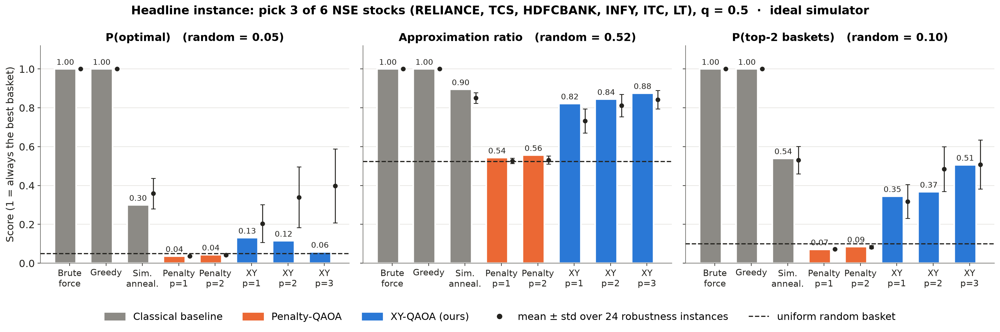 Headline instance: pick 3 of 6 NSE stocks (RELIANCE, TCS, HDFCBANK, INFY, ITC, LT), q = 0.5 · ideal simulator
P(optimal) (random = 0.05)
Score (1 = always the best basket)
1.0
0.8
0.6
0.4
0.2
0.0
1.00
1.00
0.30
0.04
0.04
0.13
0.12
0.06
Brute force
Greedy
Sim. anneal.
Penalty p=1
Penalty p=2
XY p=1
XY p=2
XY p=3
Approximation ratio (random = 0.52)
1.00
1.00
0.90
0.54
0.56
0.82
0.84
0.88
Brute force
Greedy
Sim. anneal.
Penalty p=1
Penalty p=2
XY p=1
XY p=2
XY p=3
P(top-2 baskets) (random = 0.10)
1.00
1.00
0.54
0.07
0.09
0.35
0.37
0.51
Brute force
Greedy
Sim. anneal.
Penalty p=1
Penalty p=2
XY p=1
XY p=2
XY p=3
Classical baseline
Penalty-QAOA
XY-QAOA (ours)
mean ± std over 24 robustness instances
uniform random basket